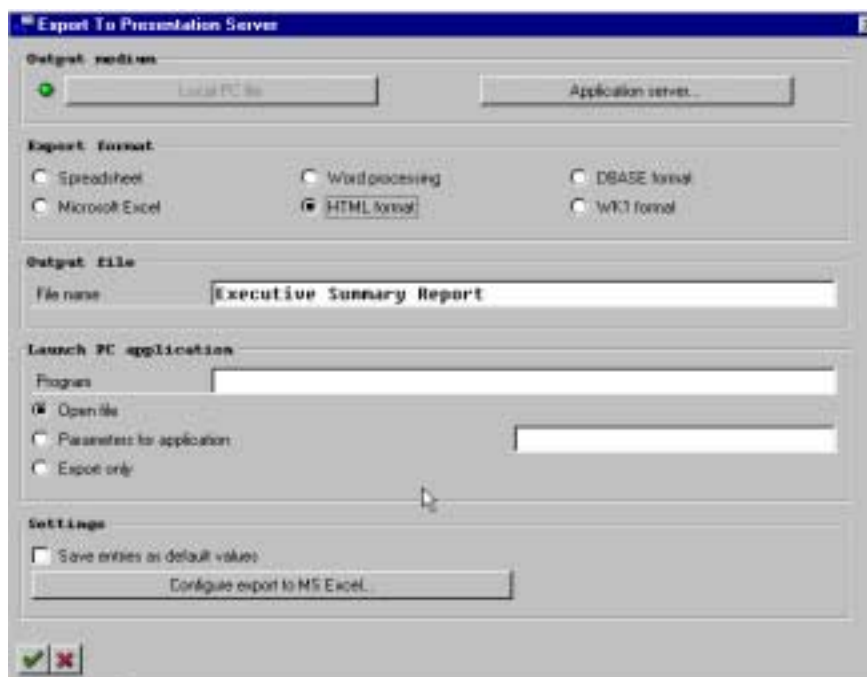 Export To Presentation Server
Output medium
Local PC file Application server...
Export format
Spreadsheet Word processing DBASE format
Microsoft Excel HTML format WK1 format
Output file
File name Executive Summary Report
Launch PC application
Program
Open file
Parameters for application
Export only
Settings
Save entries as default values
Configure export to MS Excel...